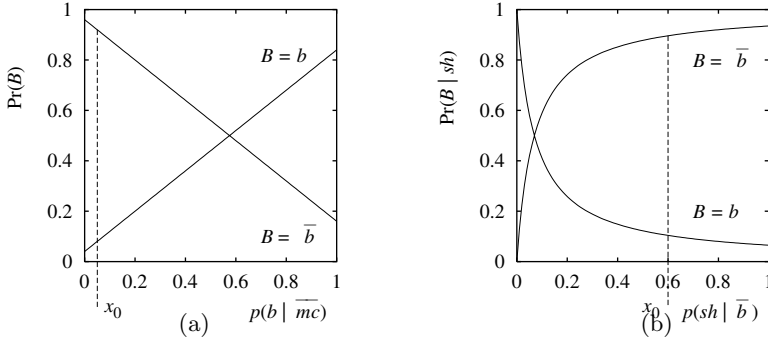 1
0.8
0.6
0.4
0.2
0
Pr(B)
B = b
B = b̅
0 0.2 0.4 0.6 0.8 1
x₀
p(b | m̅c̅)
(a)
1
0.8
0.6
0.4
0.2
0
Pr(B | sh)
B = b̅
B = b
0 0.2 0.4 0.6 0.8 1
x₀
p(sh | b̅)
(b)